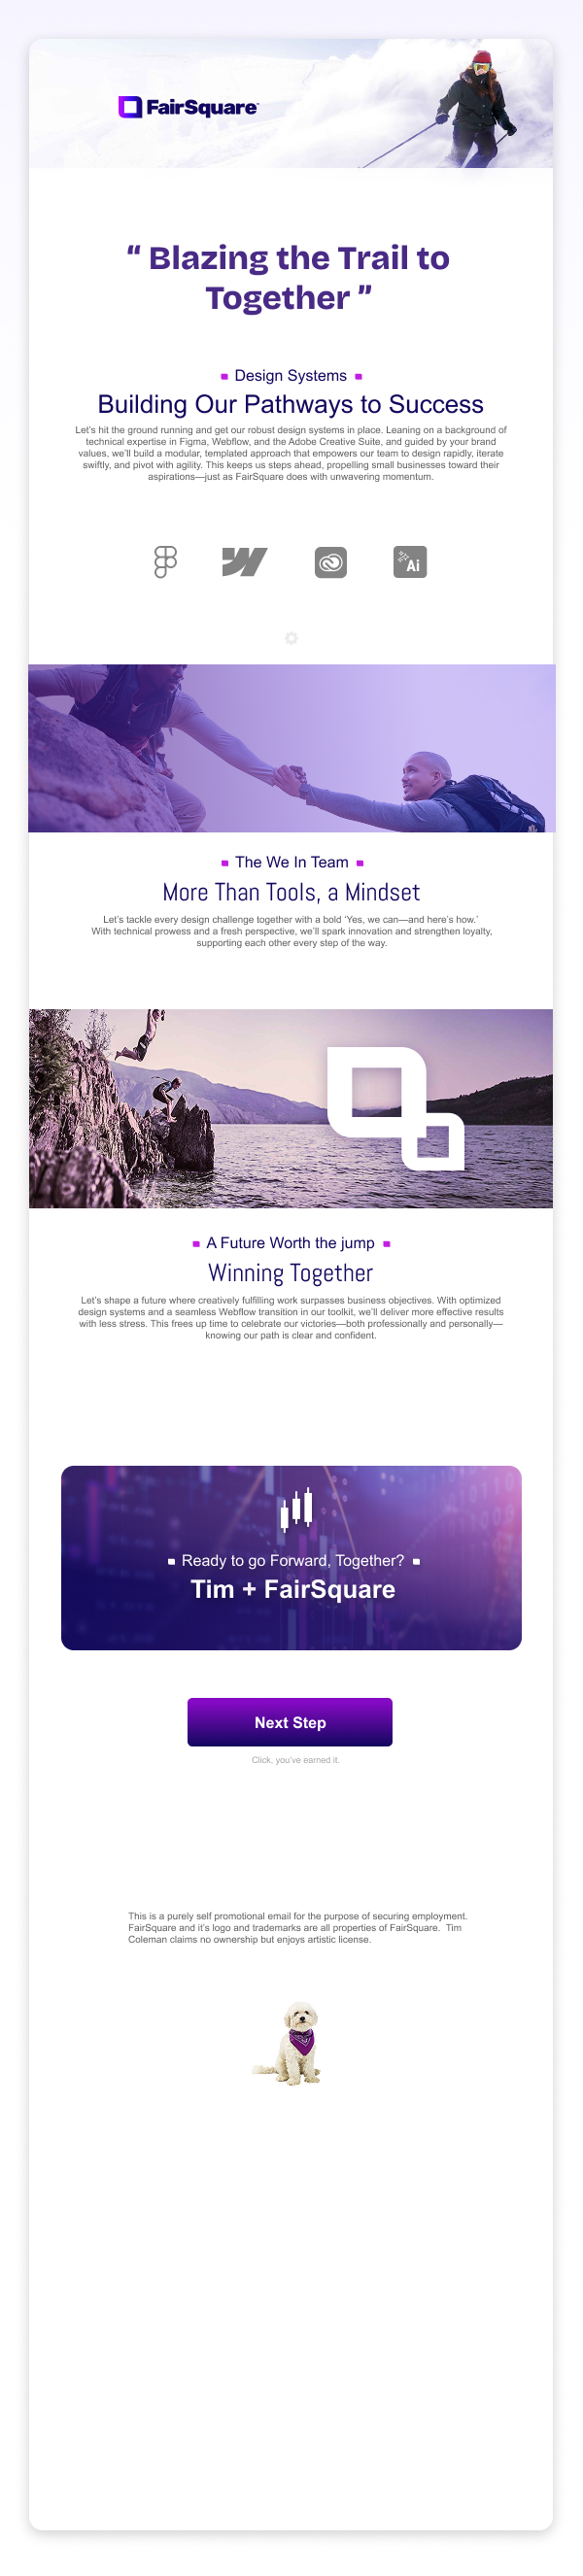 FairSquare
“ Blazing the Trail to
Together ”
Design Systems
Building Our Pathways to Success
Let’s hit the ground running and get our robust design systems in place. Leaning on a background of
technical expertise in Figma, Webflow, and the Adobe Creative Suite, and guided by your brand
values, we’ll build a modular, templated approach that empowers our team to design rapidly, iterate
swiftly, and pivot with agility. This keeps us steps ahead, propelling small businesses toward their
aspirations—just as FairSquare does with unwavering momentum.
Ai
The We In Team
More Than Tools, a Mindset
Let’s tackle every design challenge together with a bold ‘Yes, we can—and here’s how.’
With technical prowess and a fresh perspective, we’ll spark innovation and strengthen loyalty,
supporting each other every step of the way.
A Future Worth the jump
Winning Together
Let’s shape a future where creatively fulfilling work surpasses business objectives. With optimized
design systems and a seamless Webflow transition in our toolkit, we’ll deliver more effective results
with less stress. This frees up time to celebrate our victories—both professionally and personally—
knowing our path is clear and confident.
Ready to go Forward, Together?
Tim + FairSquare
Next Step
Click, you’ve earned it.
This is a purely self promotional email for the purpose of securing employment.
FairSquare and it’s logo and trademarks are all properties of FairSquare. Tim
Coleman claims no ownership but enjoys artistic license.